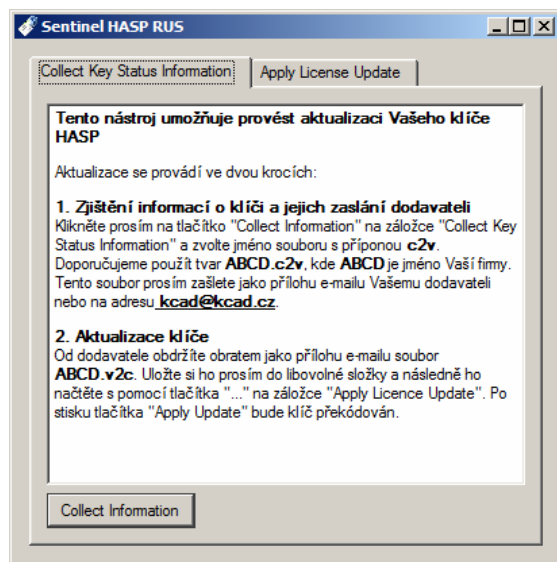 Sentinel HASP RUS
Collect Key Status Information
Apply License Update
Tento nástroj umožňuje provést aktualizaci Vašeho klíče
HASP
Aktualizace se provádí ve dvou krocích:
1. Zjištění informací o klíči a jejich zaslání dodavateli
Klikněte prosím na tlačítko "Collect Information" na záložce "Collect Key
Status Information" a zvolte jméno souboru s příponou c2v.
Doporučujeme použít tvar ABCD.c2v, kde ABCD je jméno Vaší firmy.
Tento soubor prosím zašlete jako přílohu e-mailu Vašemu dodavateli
nebo na adresu kcad@kcad.cz.
2. Aktualizace klíče
Od dodavatele obdržíte obratem jako přílohu e-mailu soubor
ABCD.v2c. Uložte si ho prosím do libovolné složky a následně ho
načtěte s pomocí tlačítka "..." na záložce "Apply Licence Update". Po
stisku tlačítka "Apply Update" bude klíč překódován.
Collect Information